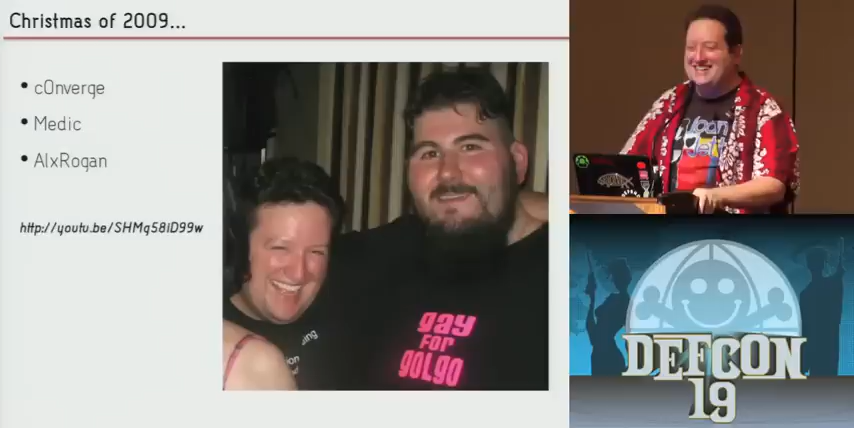 Christmas of 2009...
• c0nverge
• Medic
• AlxRogan
http://youtu.be/SHMq58iD99w
gay
FOR
golgo
DEFCON
19